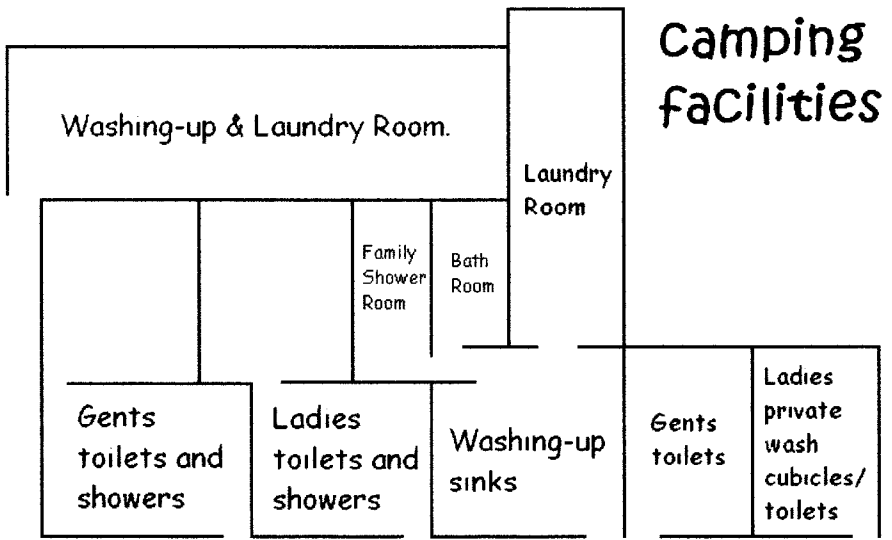 Camping
facilities
Washing-up & Laundry Room.
Laundry
Room
Family
Shower
Room
Bath
Room
Gents
toilets and
showers
Ladies
toilets and
showers
Washing-up
sinks
Gents
toilets
Ladies
private
wash
cubicles/
toilets